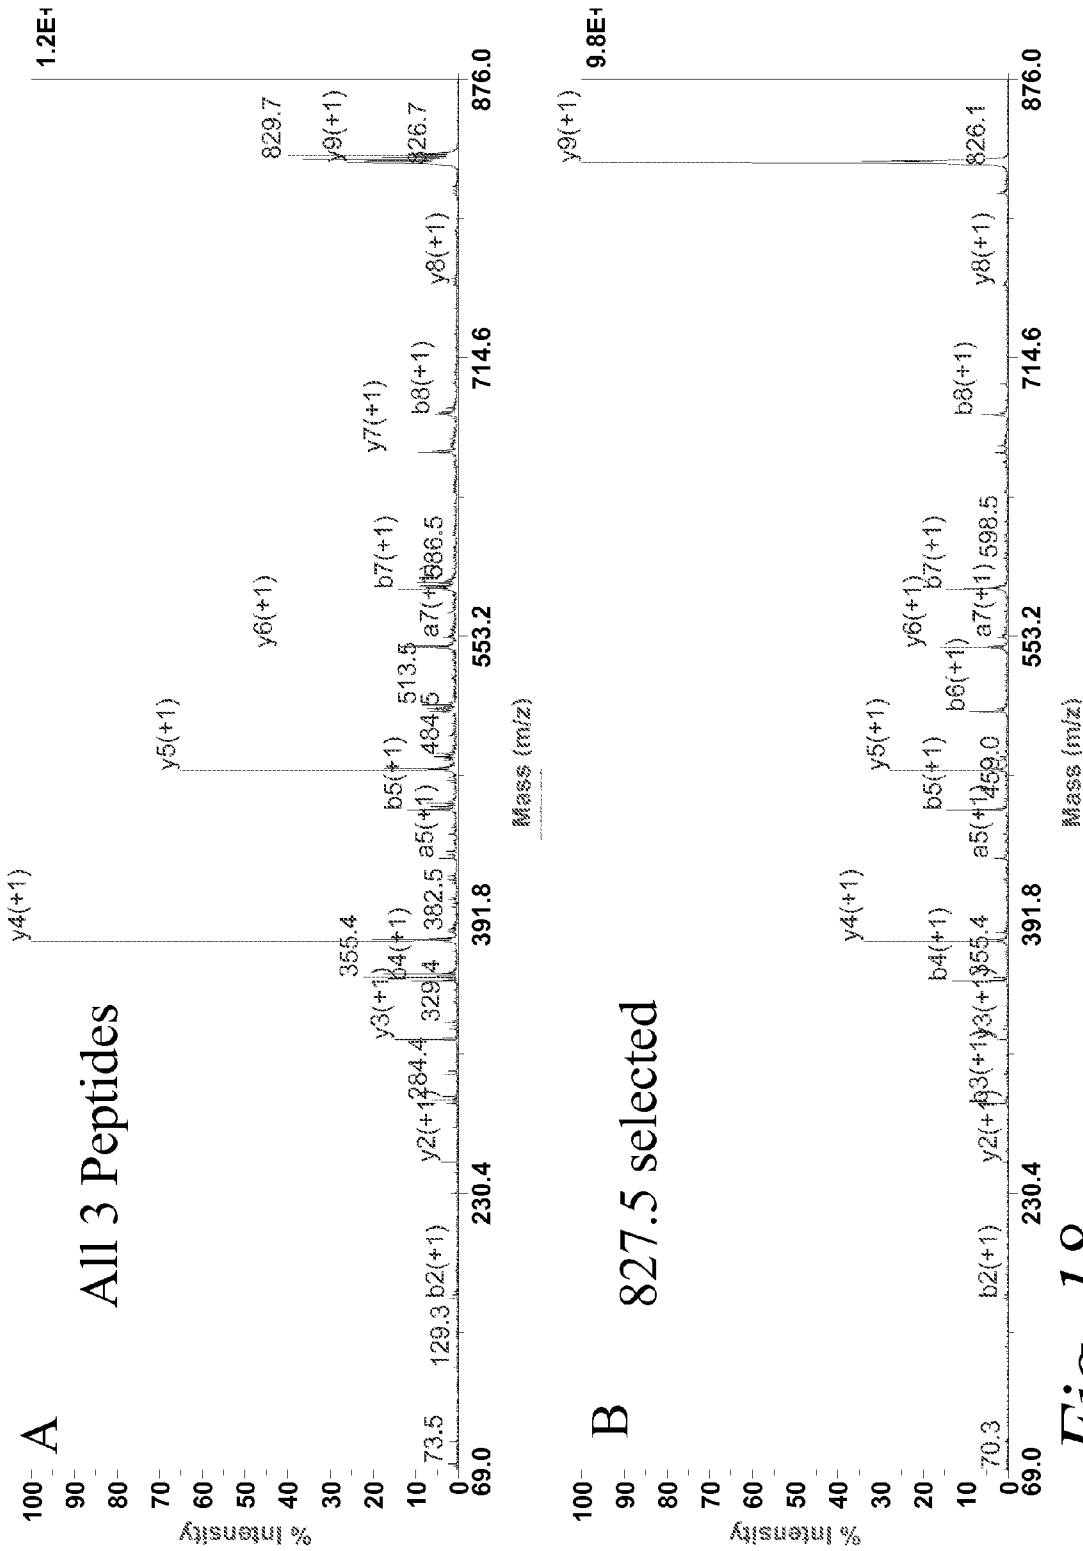 A
All 3 Peptides
1.2E+
% Intensity
100
90
80
70
60
50
40
30
20
10
0
73.5
129.3
b2(+1)
y2(+1)
284.4
y3(+1)
329.4
355.4
b4(+1)
y4(+1)
382.5
a5(+1)
b5(+1)
y5(+1)
484.5
513.5
y6(+1)
a7(+1)
b7(+1)
586.5
y7(+1)
b8(+1)
y8(+1)
829.7
y9(+1)
826.7
69.0
230.4
391.8
553.2
714.6
876.0
Mass (m/z)
B
827.5 selected
9.8E+
% Intensity
100
90
80
70
60
50
40
30
20
10
0
70.3
b2(+1)
y2(+1)
b3(+1)
y3(+1)
355.4
b4(+1)
y4(+1)
a5(+1)
b5(+1)
459.0
y5(+1)
b6(+1)
y6(+1)
a7(+1)
b7(+1)
598.5
b8(+1)
y8(+1)
y9(+1)
826.1
69.0
230.4
391.8
553.2
714.6
876.0
Mass (m/z)
Fig. 18